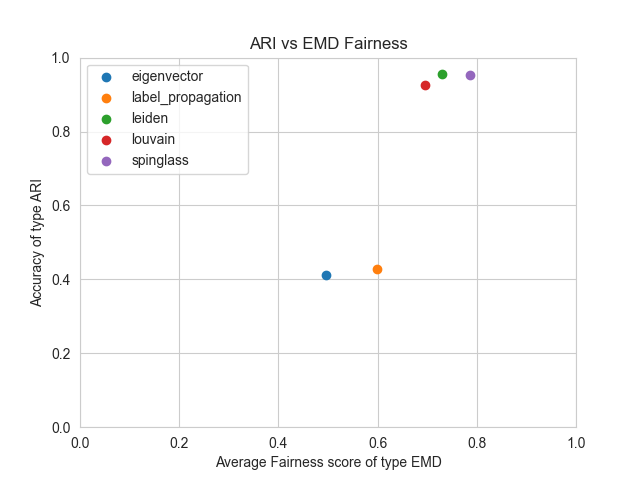 ARI vs EMD Fairness
eigenvector
label_propagation
leiden
louvain
spinglass
Accuracy of type ARI
1.0
0.8
0.6
0.4
0.2
0.0
0.0 0.2 0.4 0.6 0.8 1.0
Average Fairness score of type EMD